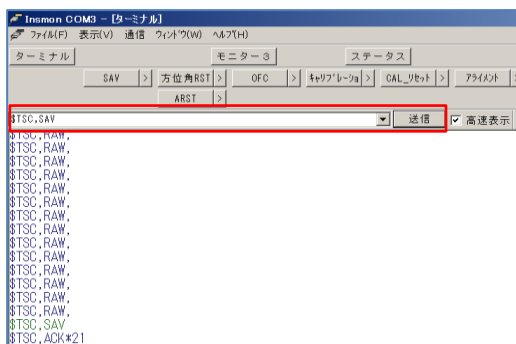 Insmon COM3 - [ターミナル]
ファイル(F) 表示(V) 通信 ウィンドウ(W) ヘルプ(H)
ターミナル モニター３ ステータス
SAV > 方位角RST > OFC > キャリブレーショ > CAL_リセット > アライメント
ARST >
$TSC,SAV 送信 高速表示
$TSC,RAW,
$TSC,RAW,
$TSC,RAW,
$TSC,RAW,
$TSC,RAW,
$TSC,RAW,
$TSC,RAW,
$TSC,RAW,
$TSC,RAW,
$TSC,RAW,
$TSC,RAW,
$TSC,RAW,
$TSC,RAW,
$TSC,RAW,
$TSC,SAV
$TSC,ACK*21